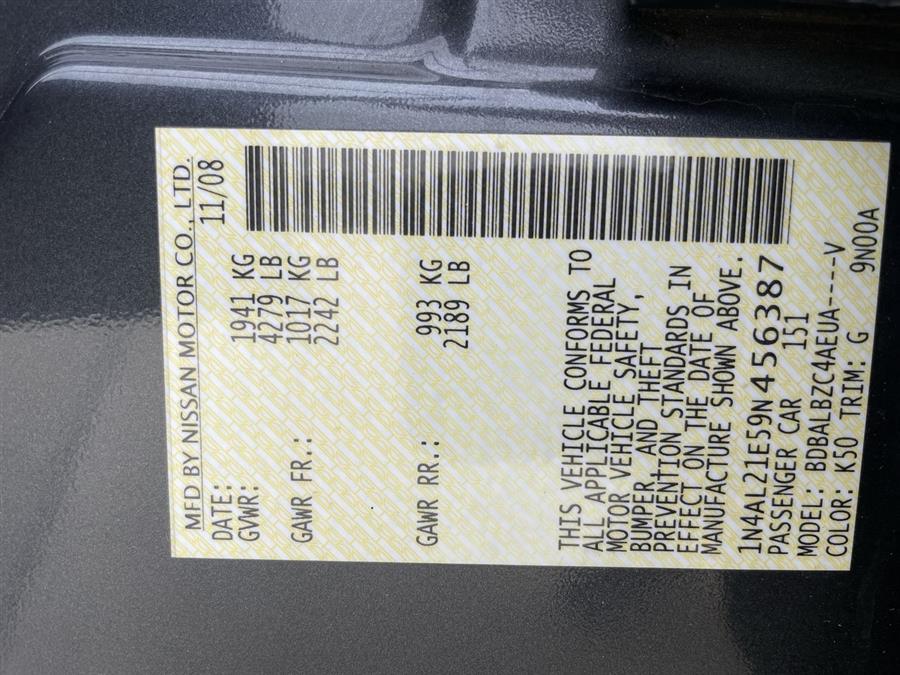 MFD BY NISSAN MOTOR CO., LTD.
DATE: 11/08
GVWR: 1941 KG
4279 LB
GAWR FR.: 1017 KG
2242 LB
GAWR RR.: 993 KG
2189 LB
THIS VEHICLE CONFORMS TO
ALL APPLICABLE FEDERAL
MOTOR VEHICLE SAFETY,
BUMPER, AND THEFT
PREVENTION STANDARDS IN
EFFECT ON THE DATE OF
MANUFACTURE SHOWN ABOVE.
1N4AL21E59N456387
PASSENGER CAR 151
MODEL: BDBALBZC4AEUA-----V
COLOR: K50 TRIM: G 9N00A